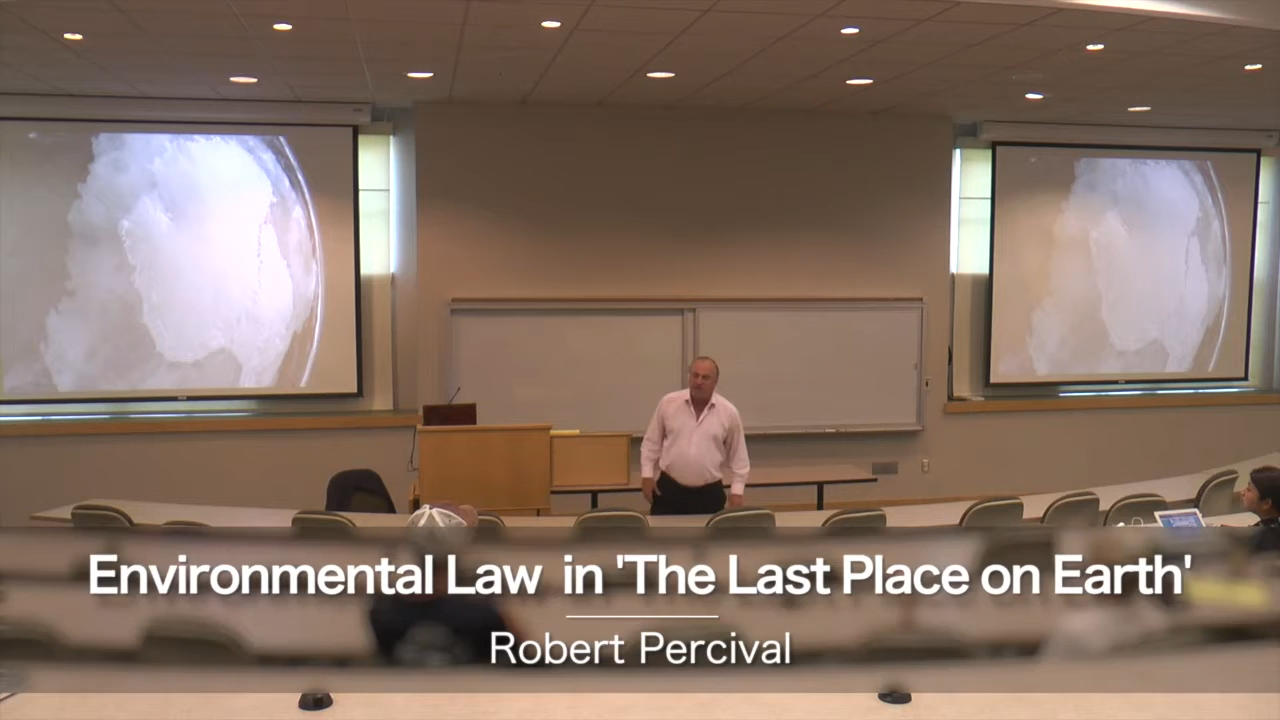 Environmental Law in 'The Last Place on Earth'
Robert Percival